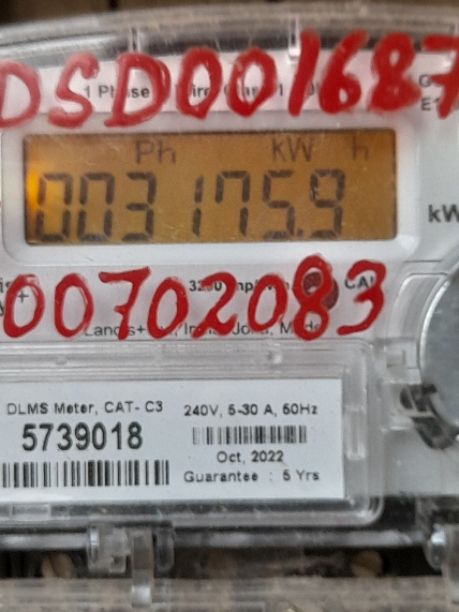 DSD001687
1 Phase
Ph kW h
003175.9
kW
00702083
Landis+
DLMS Meter, CAT- C3
5739018
240V, 5-30 A, 50Hz
Oct, 2022
Guarantee : 5 Yrs